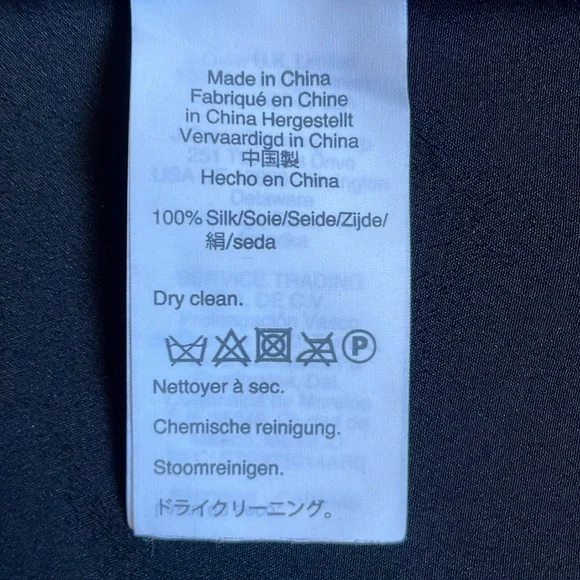 Made in China
Fabriqué en Chine
in China Hergestellt
Vervaardigd in China
中国製
Hecho en China
100% Silk/Soie/Seide/Zijde/
絹/seda
Dry clean.
P
Nettoyer à sec.
Chemische reinigung.
Stoomreinigen.
ドライクリーニング。